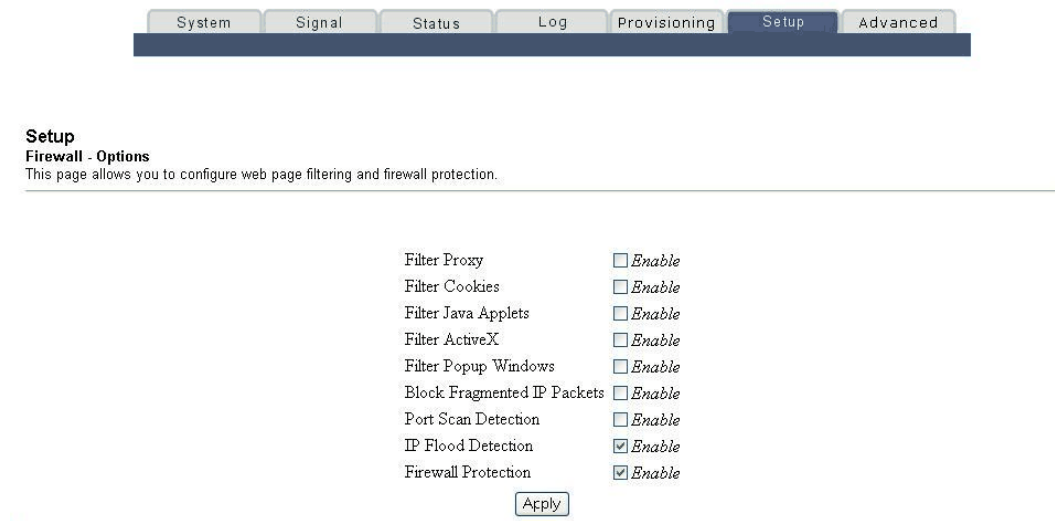 System Signal Status Log Provisioning Setup Advanced
Setup
Firewall - Options
This page allows you to configure web page filtering and firewall protection.
Filter Proxy Enable
Filter Cookies Enable
Filter Java Applets Enable
Filter ActiveX Enable
Filter Popup Windows Enable
Block Fragmented IP Packets Enable
Port Scan Detection Enable
IP Flood Detection Enable
Firewall Protection Enable
Apply